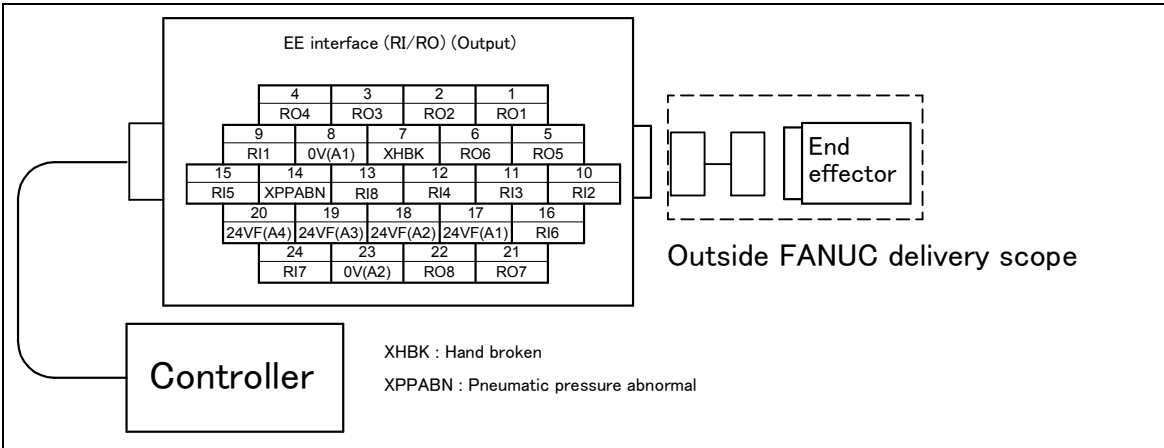 EE interface (RI/RO) (Output)
4 3 2 1
RO4 RO3 RO2 RO1
9 8 7 6 5
RI1 0V(A1) XHBK RO6 RO5
15 14 13 12 11 10
RI5 XPPABN RI8 RI4 RI3 RI2
20 19 18 17 16
24VF(A4) 24VF(A3) 24VF(A2) 24VF(A1) RI6
24 23 22 21
RI7 0V(A2) RO8 RO7
End
effector
Outside FANUC delivery scope
Controller
XHBK : Hand broken
XPPABN : Pneumatic pressure abnormal